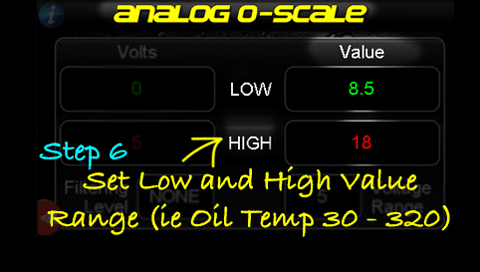 i ANALOG 0-SCALE
Volts Value
0 LOW 8.5
5 HIGH 18
Step 6
Set Low and High Value
Filtering Level NONE 5 Range
Range (ie Oil Temp 30 - 320)